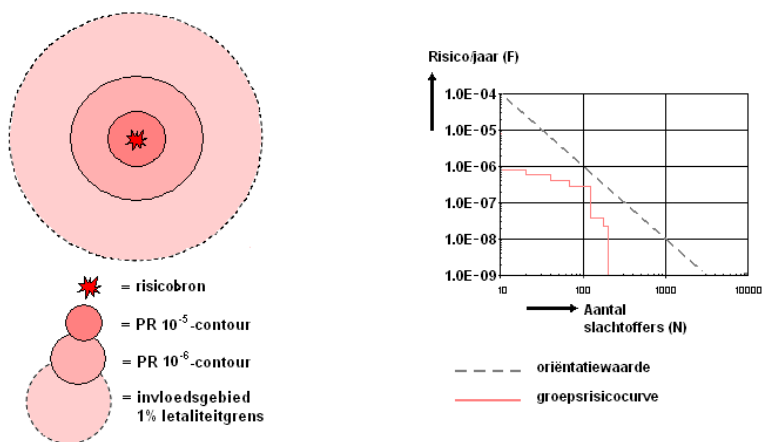 = risicobron
= PR 10⁻⁵-contour
= PR 10⁻⁶-contour
= invloedsgebied
1% letaliteitgrens
Risico/jaar (F)
1.0E-04
1.0E-05
1.0E-06
1.0E-07
1.0E-08
1.0E-09
10 100 1000 10000
Aantal
slachtoffers (N)
oriëntatiewaarde
groepsrisicocurve